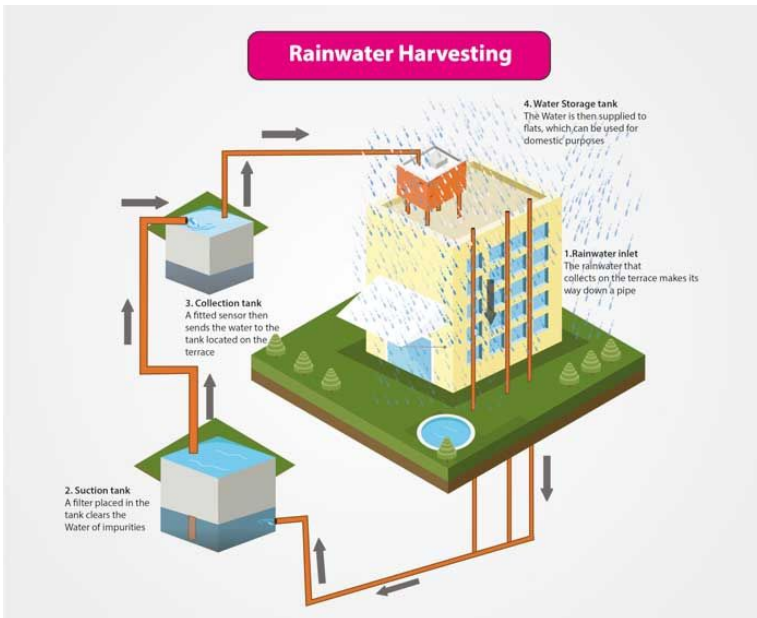 Rainwater Harvesting
4. Water Storage tank
The Water is then supplied to
flats, which can be used for
domestic purposes
1.Rainwater inlet
The rainwater that
collects on the terrace makes its
way down a pipe
3. Collection tank
A fitted sensor then
sends the water to the
tank located on the
terrace
2. Suction tank
A filter placed in the
tank clears the
Water of impurities